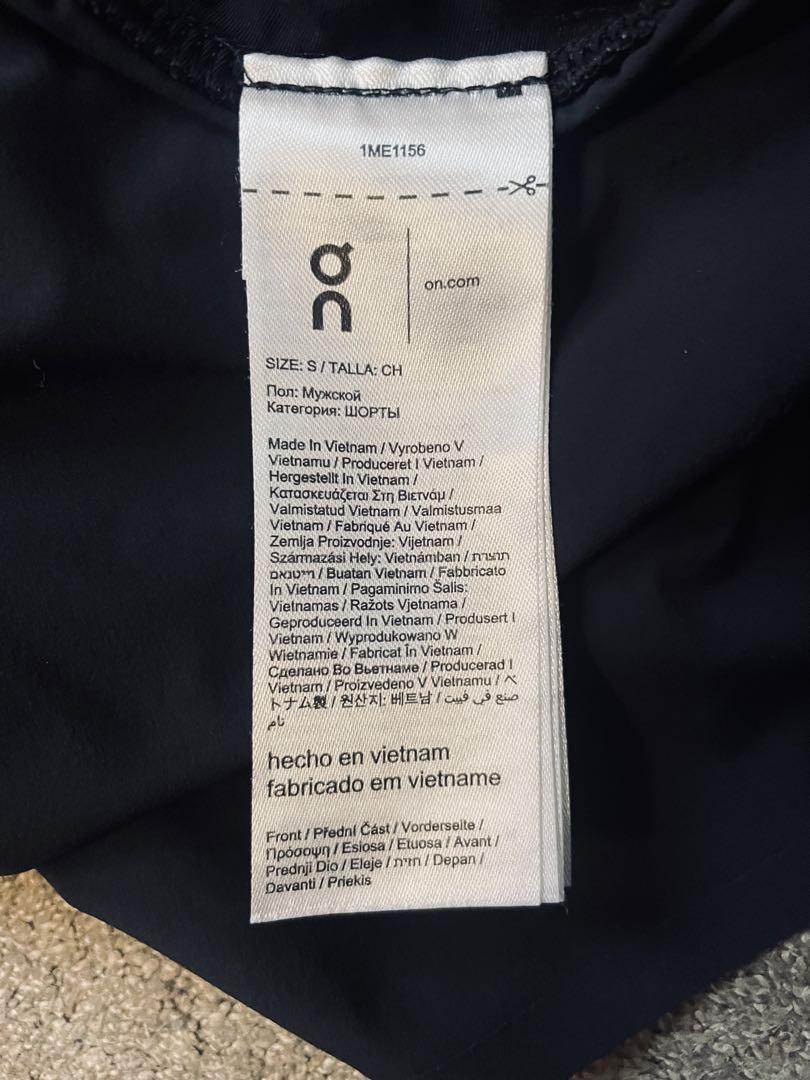 1ME1156
on.com
SIZE: S / TALLA: CH
Пол: Мужской
Категория: ШОРТЫ
Made In Vietnam / Vyrobeno V
Vietnamu / Produceret I Vietnam /
Hergestellt In Vietnam /
Κατασκευάζεται Στη Βιετνάμ /
Valmistatud Vietnam / Valmistusmaa
Vietnam / Fabriqué Au Vietnam /
Zemlja Proizvodnje: Vijetnam /
Származási Hely: Vietnámban / תוצרת
וייטנאם / Buatan Vietnam / Fabbricato
In Vietnam / Pagaminimo Šalis:
Vietnamas / Ražots Vjetnama /
Geproduceerd In Vietnam / Produsert I
Vietnam / Wyprodukowano W
Wietnamie / Fabricat În Vietnam /
Сделано Во Вьетнаме / Producerad I
Vietnam / Proizvedeno V Vietnamu / ベ
トナム製 / 원산지: 베트남 / صنع في فييت
نام
hecho en vietnam
fabricado em vietname
Front / Přední Část / Vorderseite /
Πρόσοψη / Esiosa / Etuosa / Avant /
Prednji Dio / Eleje / חזית / Depan /
Davanti / Priekis